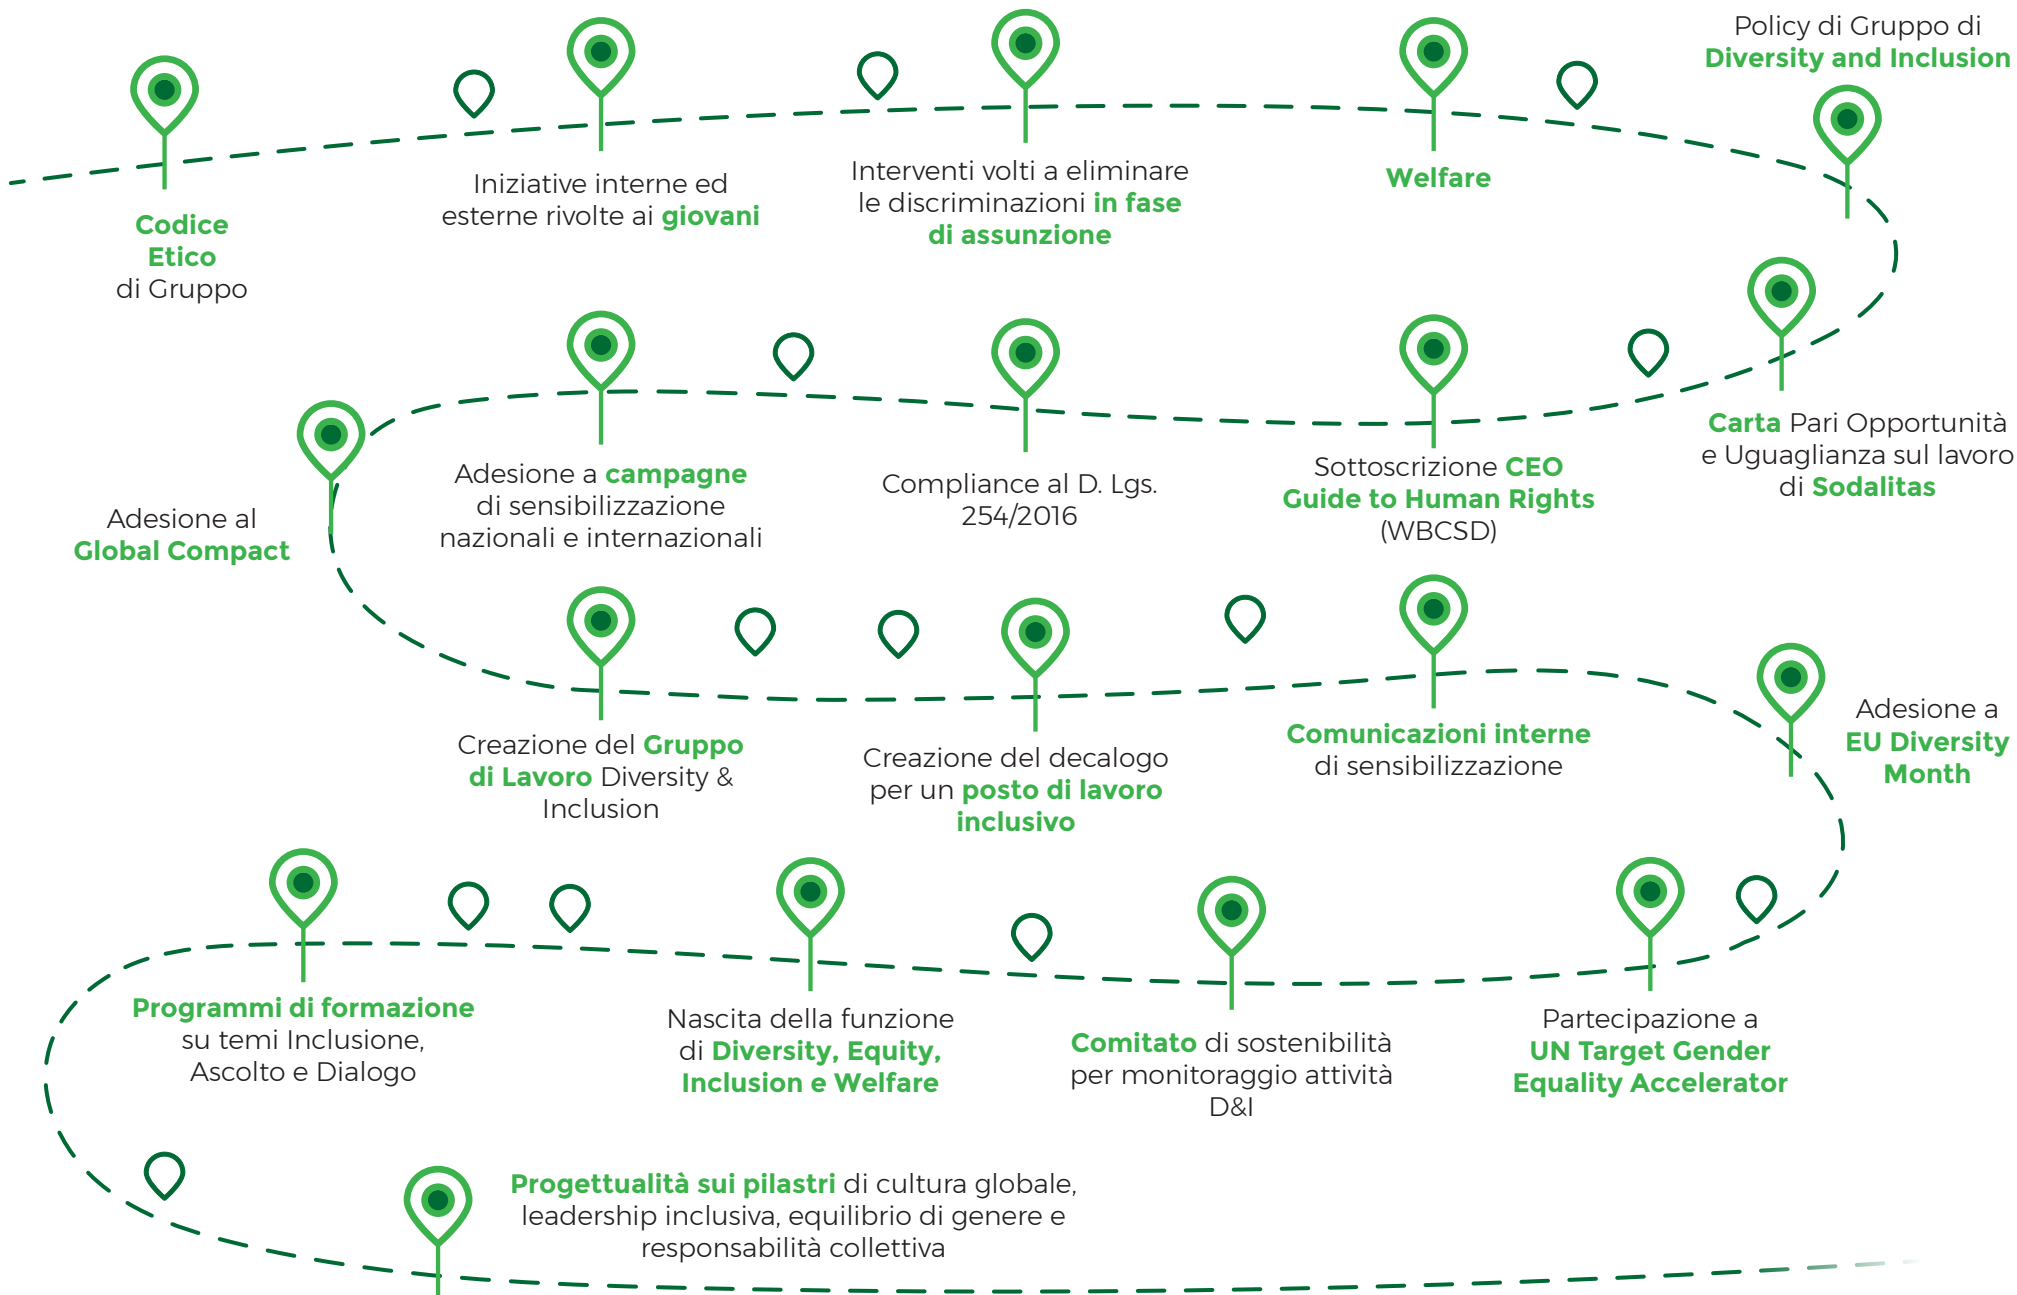 Codice
Etico
di Gruppo
Iniziative interne ed
esterne rivolte ai giovani
Interventi volti a eliminare
le discriminazioni in fase
di assunzione
Welfare
Policy di Gruppo di
Diversity and Inclusion
Carta Pari Opportunità
e Uguaglianza sul lavoro
di Sodalitas
Sottoscrizione CEO
Guide to Human Rights
(WBCSD)
Compliance al D. Lgs.
254/2016
Adesione a campagne
di sensibilizzazione
nazionali e internazionali
Adesione al
Global Compact
Creazione del Gruppo
di Lavoro Diversity &
Inclusion
Creazione del decalogo
per un posto di lavoro
inclusivo
Comunicazioni interne
di sensibilizzazione
Adesione a
EU Diversity
Month
Partecipazione a
UN Target Gender
Equality Accelerator
Comitato di sostenibilità
per monitoraggio attività
D&I
Nascita della funzione
di Diversity, Equity,
Inclusion e Welfare
Programmi di formazione
su temi Inclusione,
Ascolto e Dialogo
Progettualità sui pilastri di cultura globale,
leadership inclusiva, equilibrio di genere e
responsabilità collettiva